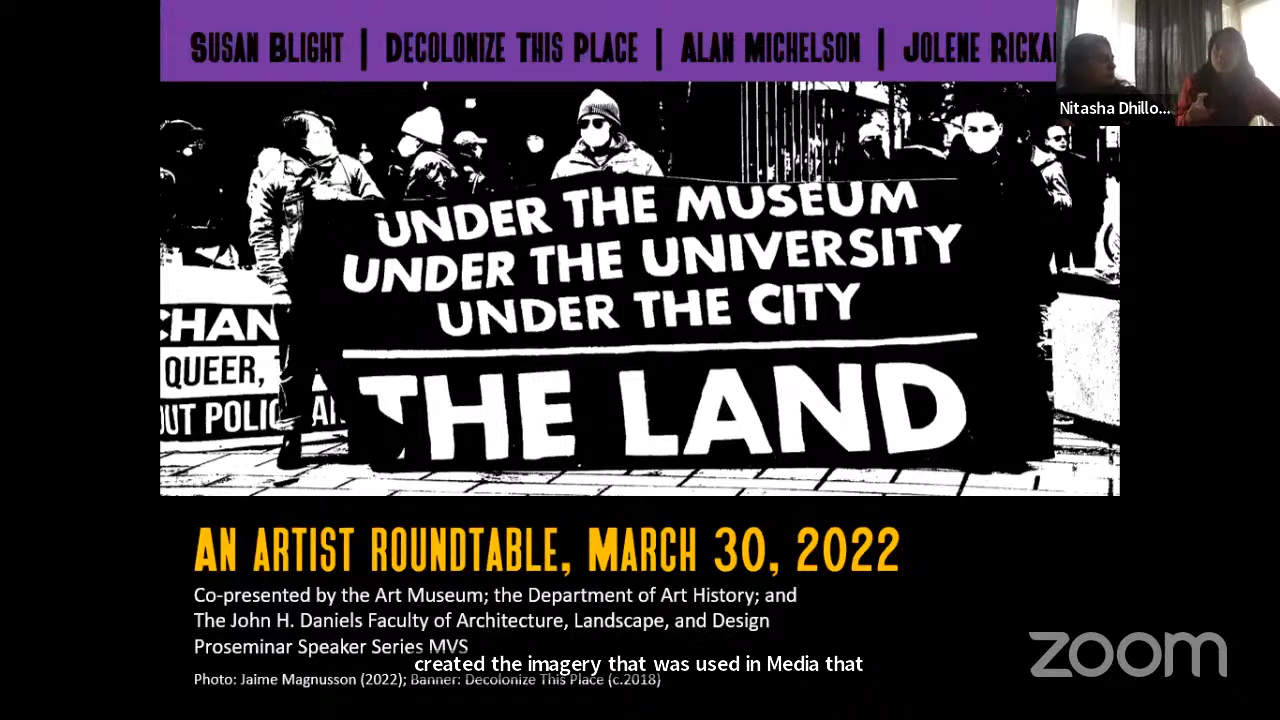 SUSAN BLIGHT | DECOLONIZE THIS PLACE | ALAN MICHELSON | JOLENE RICKA
Nitasha Dhillo...
UNDER THE MUSEUM
UNDER THE UNIVERSITY
UNDER THE CITY
THE LAND
CHAN
QUEER,
OUT POLIC
AN ARTIST ROUNDTABLE, MARCH 30, 2022
Co-presented by the Art Museum; the Department of Art History; and
The John H. Daniels Faculty of Architecture, Landscape, and Design
Proseminar Speaker Series MVS
created the imagery that was used in Media that
Photo: Jaime Magnusson (2022); Banner: Decolonize This Place (c.2018)
zoom